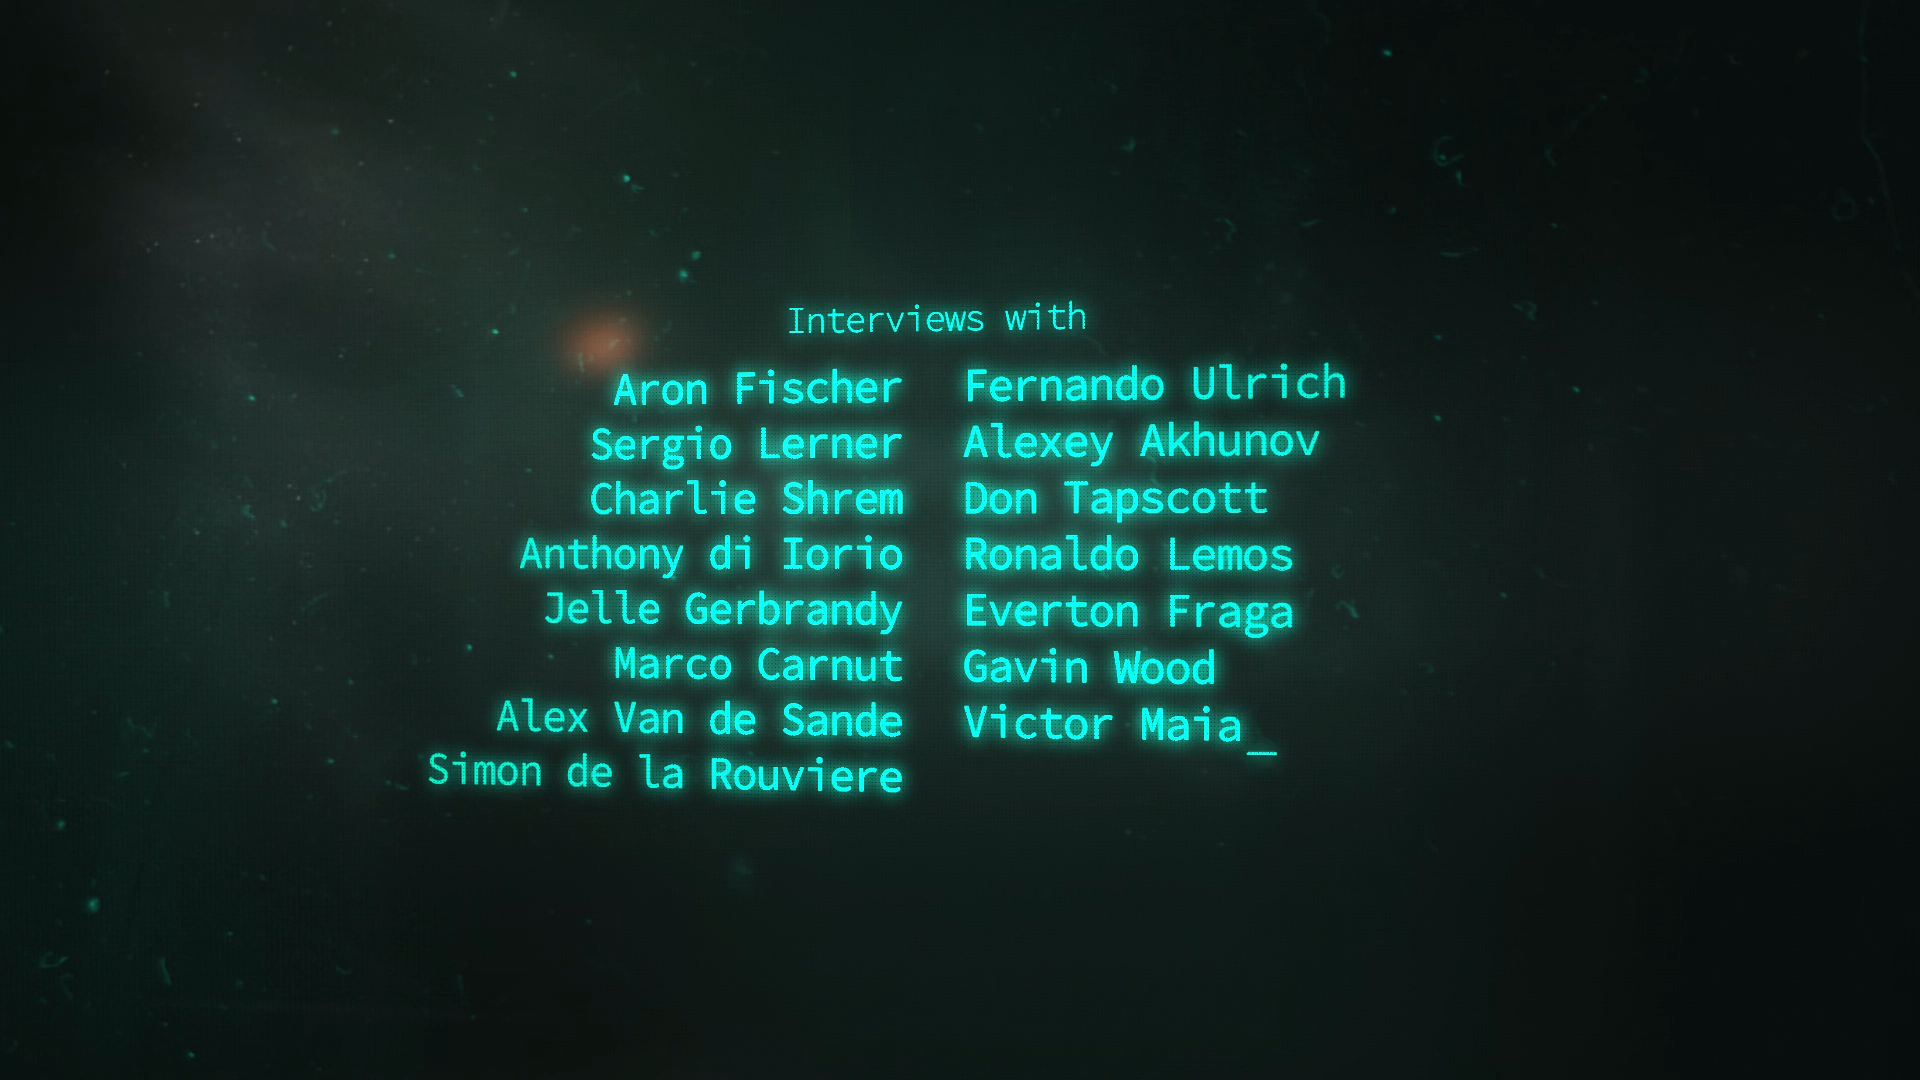 Interviews with
Aron Fischer
Sergio Lerner
Charlie Shrem
Anthony di Iorio
Jelle Gerbrandy
Marco Carnut
Alex Van de Sande
Simon de la Rouviere
Fernando Ulrich
Alexey Akhunov
Don Tapscott
Ronaldo Lemos
Everton Fraga
Gavin Wood
Victor Maia_